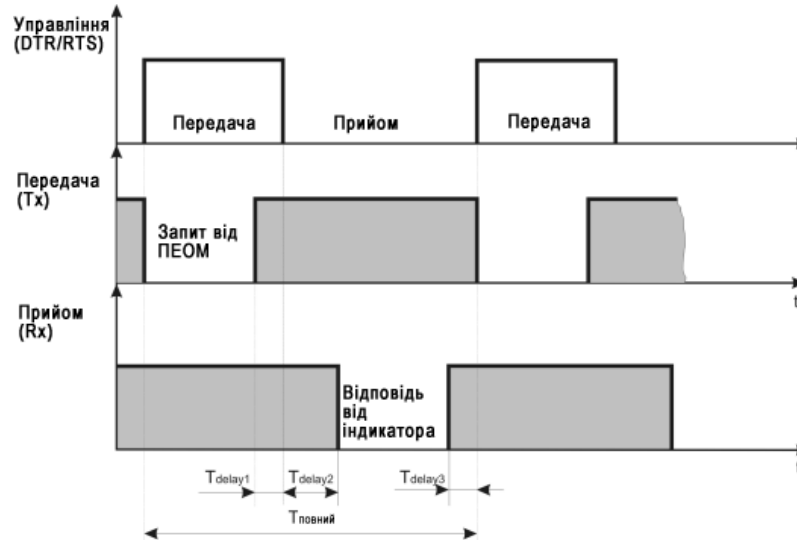 Управління
(DTR/RTS)
Передача
Прийом
Передача
Передача
(Tx)
Запит від
ПЕОМ
t
Прийом
(Rx)
Відповідь
від
індикатора
Tdelay1
Tdelay2
Tdelay3
Tповний